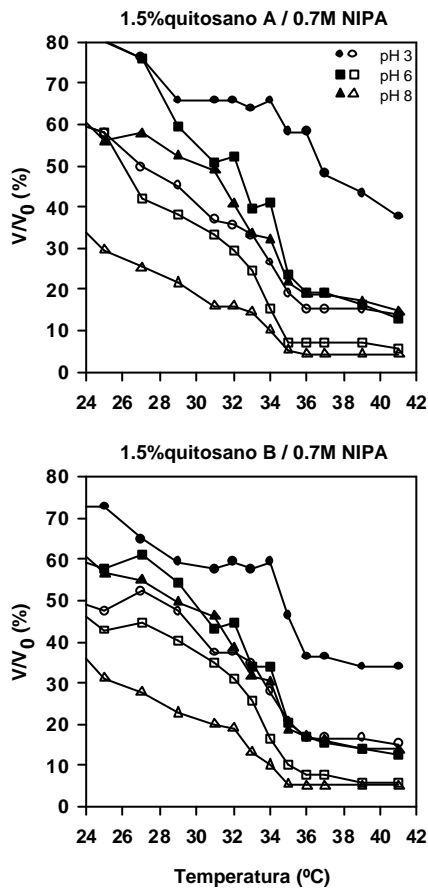 1.5%quitosano A / 0.7M NIPA
80
70
60
50
40
30
20
10
0
V/V0 (%)
pH 3
pH 6
pH 8
24 26 28 30 32 34 36 38 40 42
1.5%quitosano B / 0.7M NIPA
80
70
60
50
40
30
20
10
0
V/V0 (%)
24 26 28 30 32 34 36 38 40 42
Temperatura (ºC)